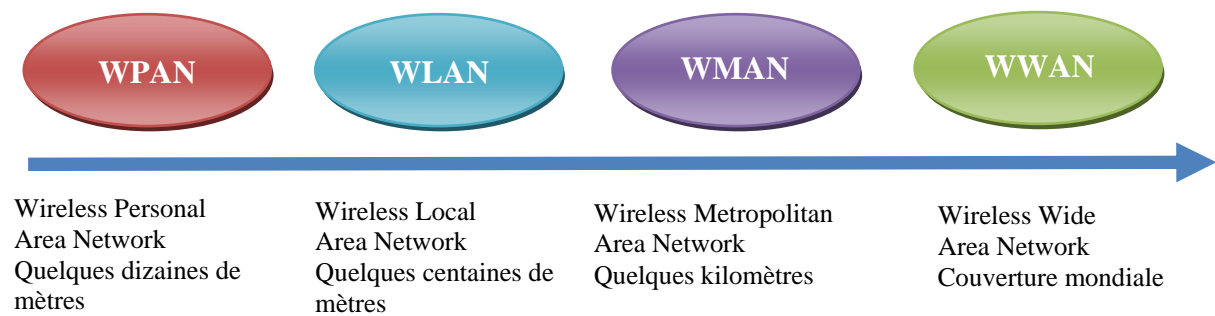 WPAN
WLAN
WMAN
WWAN
Wireless Personal
Area Network
Quelques dizaines de
mètres
Wireless Local
Area Network
Quelques centaines de
mètres
Wireless Metropolitan
Area Network
Quelques kilomètres
Wireless Wide
Area Network
Couverture mondiale